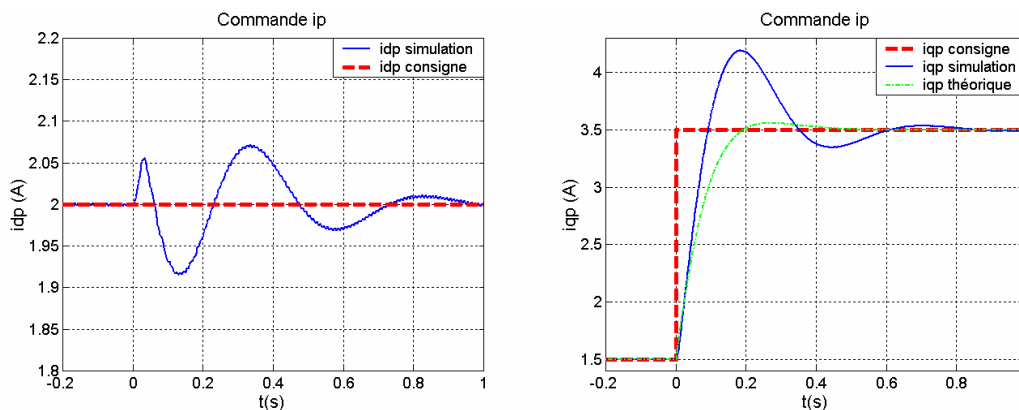 Commande ip
2.2
2.15
2.1
2.05
2
1.95
1.9
1.85
1.8
idp (A)
idp simulation
idp consigne
-0.2
0
0.2
0.4
0.6
0.8
1
t(s)
Commande ip
4
3.5
3
2.5
2
1.5
iqp (A)
iqp consigne
iqp simulation
iqp théorique
-0.2
0
0.2
0.4
0.6
0.8
1
t(s)